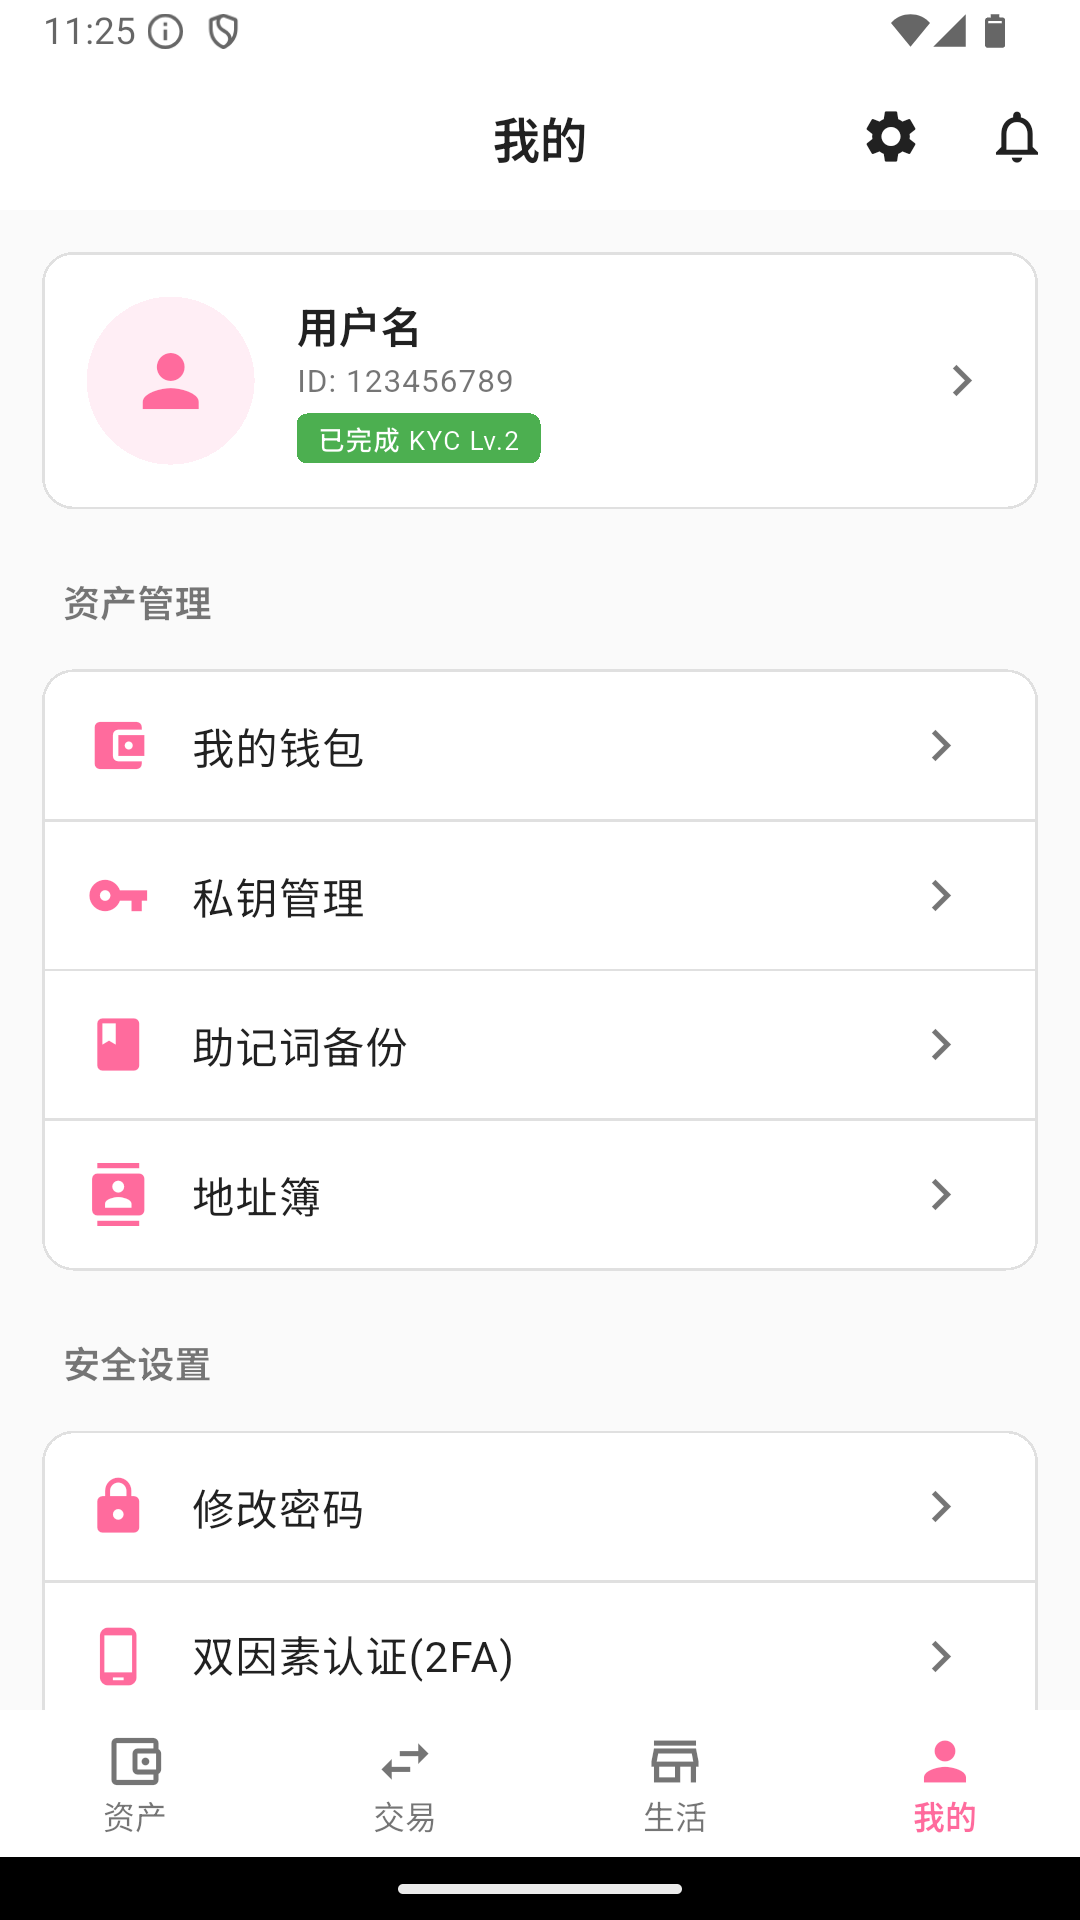 11:25
我的
用户名
ID: 123456789
已完成 KYC Lv.2
资产管理
我的钱包
私钥管理
助记词备份
地址簿
安全设置
修改密码
双因素认证(2FA)
资产 交易 生活 我的